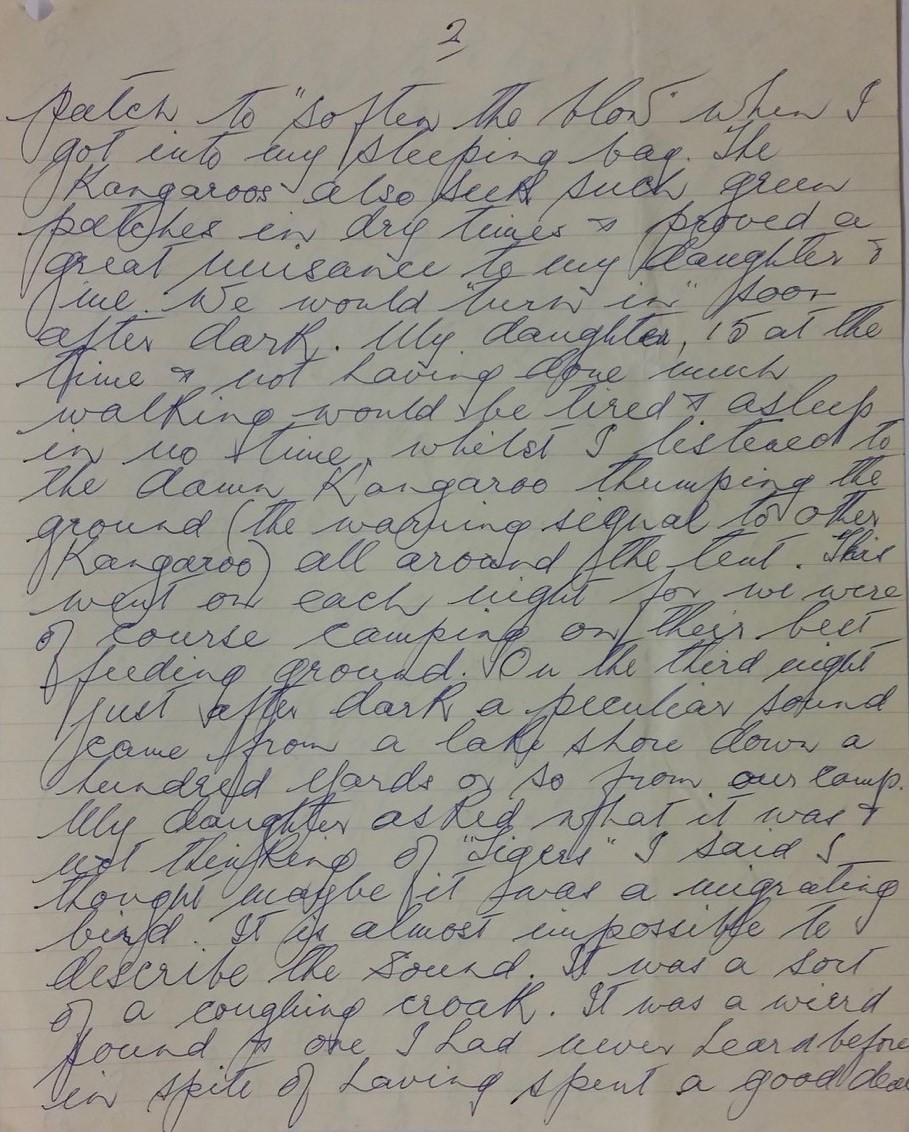 2
patch to "soften the blow" when I
got into my sleeping bag. The
Kangaroos also seek such green
patches in dry times & proved a
great nuisance to my daughter &
me. We would "turn in" soon
after dark. My daughter, 15 at the
time & not having done much
walking would be tired & asleep
in no time, whilst I listened to
the damn Kangaroo thumping the
ground (the warning signal to other
Kangaroo) all around the tent. This
went on each night for we were
of course camping on their best
feeding ground. On the third night
just after dark a peculiar sound
came from a lake shore down a
hundred yards or so from our camp.
My daughter asked what it was &
not thinking of "Tigers" I said I
thought maybe it was a migrating
bird. It is almost impossible to
describe the sound. It was a sort
of a coughing croak. It was a wierd
sound & one I had never heard before
in spite of having spent a good deal